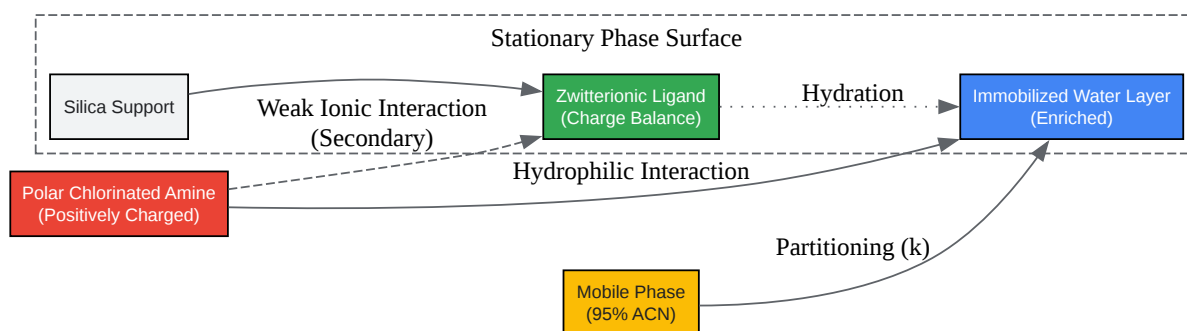 Stationary Phase Surface
Silica Support
Weak Ionic Interaction
(Secondary)
Zwitterionic Ligand
(Charge Balance)
Hydration
Immobilized Water Layer
(Enriched)
Polar Chlorinated Amine
(Positively Charged)
Hydrophilic Interaction
Partitioning (k)
Mobile Phase
(95% ACN)